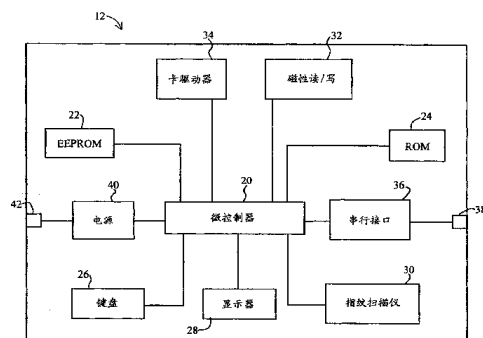 12
34
32
卡驱动器
磁性读/写
22
24
EEPROM
ROM
40
20
36
42
电源
微控制器
串行接口
38
26
30
键盘
显示器
指纹扫描仪
28